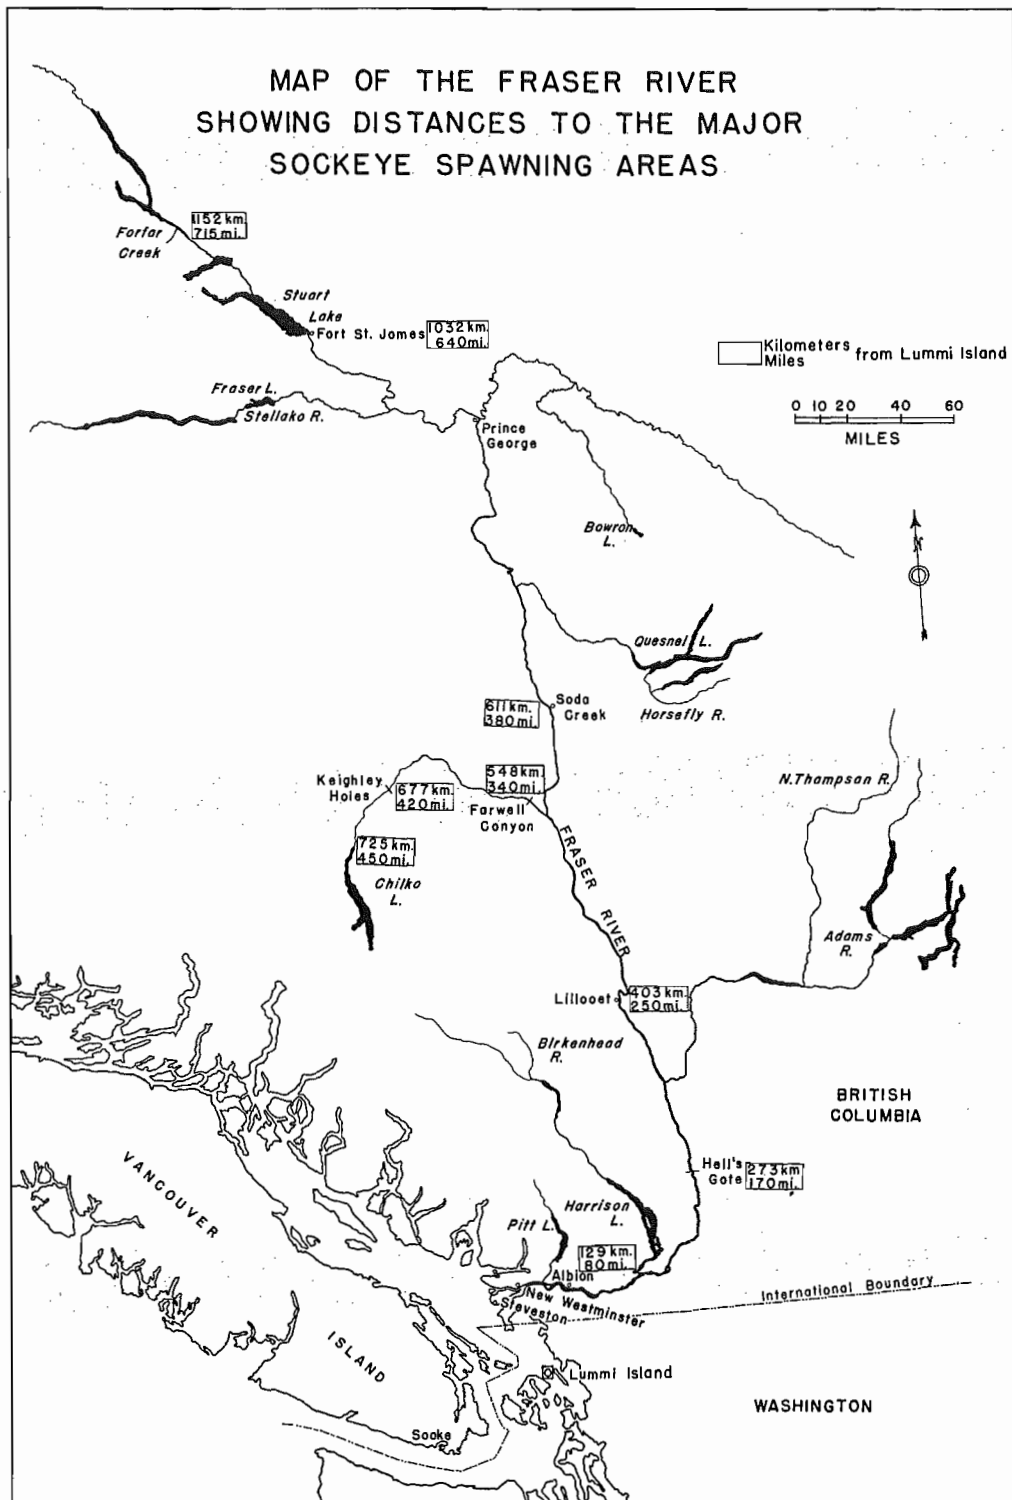 MAP OF THE FRASER RIVER
SHOWING DISTANCES TO THE MAJOR
SOCKEYE SPAWNING AREAS
1152 km.
715 mi.
Forfar
Creek
Stuart
Lake
Fort St. James
1032 km.
640 mi.
Kilometers
Miles
from Lummi Island
0 10 20 40 60
MILES
Fraser L.
Stellako R.
Prince
George
Bowron
L.
N
Quesnel L.
Horsefly R.
611 km.
380 mi.
Soda
Creek
Keighley
Holes
677 km.
420 mi.
548 km.
340 mi.
Farwell
Canyon
N. Thompson R.
725 km.
450 mi.
Chilko
L.
FRASER RIVER
Adams
R.
Lillooet
403 km.
250 mi.
Birkenhead
R.
BRITISH
COLUMBIA
Hell's
Gate
273 km
170 mi.
VANCOUVER
ISLAND
Pitt L.
Harrison
L.
129 km.
80 mi.
Albion
New Westminster
Steveston
International Boundary
Lummi Island
WASHINGTON
Sooke